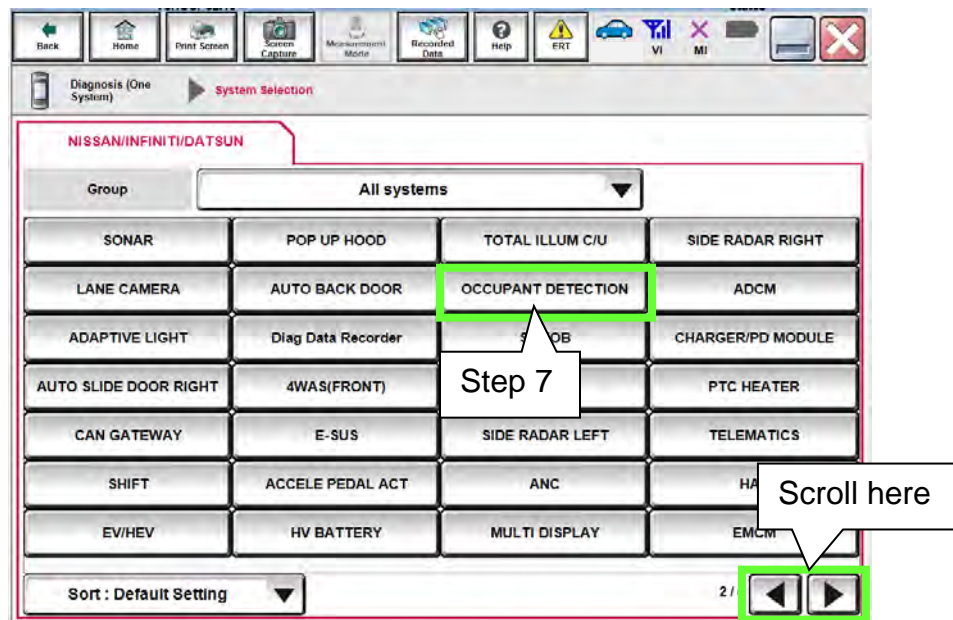 Back
Home
Print Screen
Screen
Capture
Measurement
Mode
Recorded
Data
Help
ERT
VI
MI
Diagnosis (One
System)
System Selection
NISSAN/INFINITI/DATSUN
Group
All systems
SONAR
POP UP HOOD
TOTAL ILLUM C/U
SIDE RADAR RIGHT
LANE CAMERA
AUTO BACK DOOR
OCCUPANT DETECTION
ADCM
ADAPTIVE LIGHT
Diag Data Recorder
CHARGER/PD MODULE
Step 7
AUTO SLIDE DOOR RIGHT
4WAS(FRONT)
PTC HEATER
CAN GATEWAY
E-SUS
SIDE RADAR LEFT
TELEMATICS
SHIFT
ACCELE PEDAL ACT
ANC
Scroll here
EV/HEV
HV BATTERY
MULTI DISPLAY
EMCM
Sort : Default Setting
2/